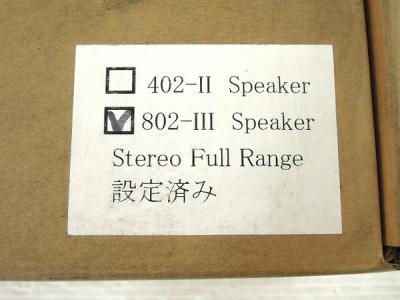 ☐ 402-II Speaker
☑ 802-III Speaker
Stereo Full Range
設定済み